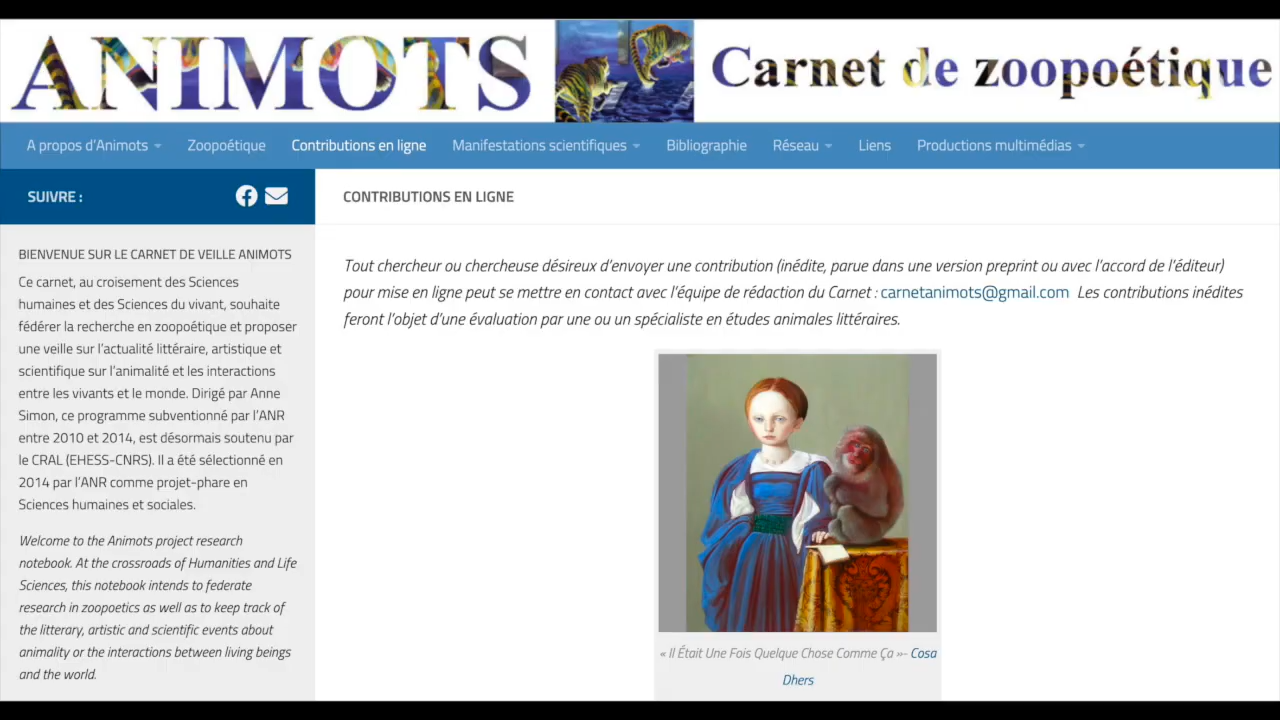 ANIMOTS Carnet de zoopoétique
A propos d'Animots Zoopoétique Contributions en ligne Manifestations scientifiques Bibliographie Réseau Liens Productions multimédias
SUIVRE :
CONTRIBUTIONS EN LIGNE
BIENVENUE SUR LE CARNET DE VEILLE ANIMOTS
Ce carnet, au croisement des Sciences
humaines et des Sciences du vivant, souhaite
fédérer la recherche en zoopoétique et proposer
une veille sur l'actualité littéraire, artistique et
scientifique sur l'animalité et les interactions
entre les vivants et le monde. Dirigé par Anne
Simon, ce programme subventionné par l'ANR
entre 2010 et 2014, est désormais soutenu par
le CRAL (EHESS-CNRS). Il a été sélectionné en
2014 par l'ANR comme projet-phare en
Sciences humaines et sociales.
Welcome to the Animots project research
notebook. At the crossroads of Humanities and Life
Sciences, this notebook intends to federate
research in zoopoetics as well as to keep track of
the litterary, artistic and scientific events about
animality or the interactions between living beings
and the world.
Tout chercheur ou chercheuse désireux d'envoyer une contribution (inédite, parue dans une version preprint ou avec l'accord de l'éditeur)
pour mise en ligne peut se mettre en contact avec l'équipe de rédaction du Carnet : carnetanimots@gmail.com Les contributions inédites
feront l'objet d'une évaluation par une ou un spécialiste en études animales littéraires.
« Il Était Une Fois Quelque Chose Comme Ça »- Cosa
Dhers